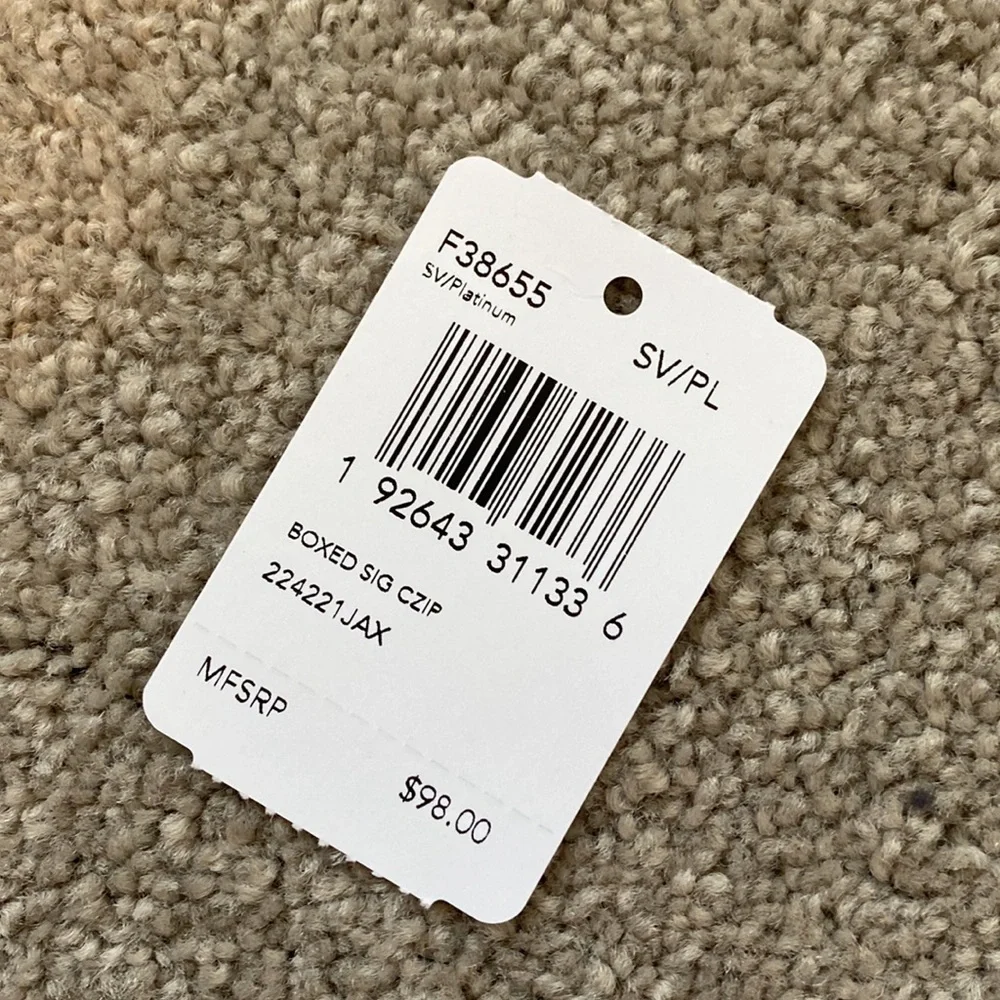 F38655
SV/Platinum
SV/PL
1 92643 31133 6
BOXED SIG CZIP
224221JAX
MFSRP
$98.00